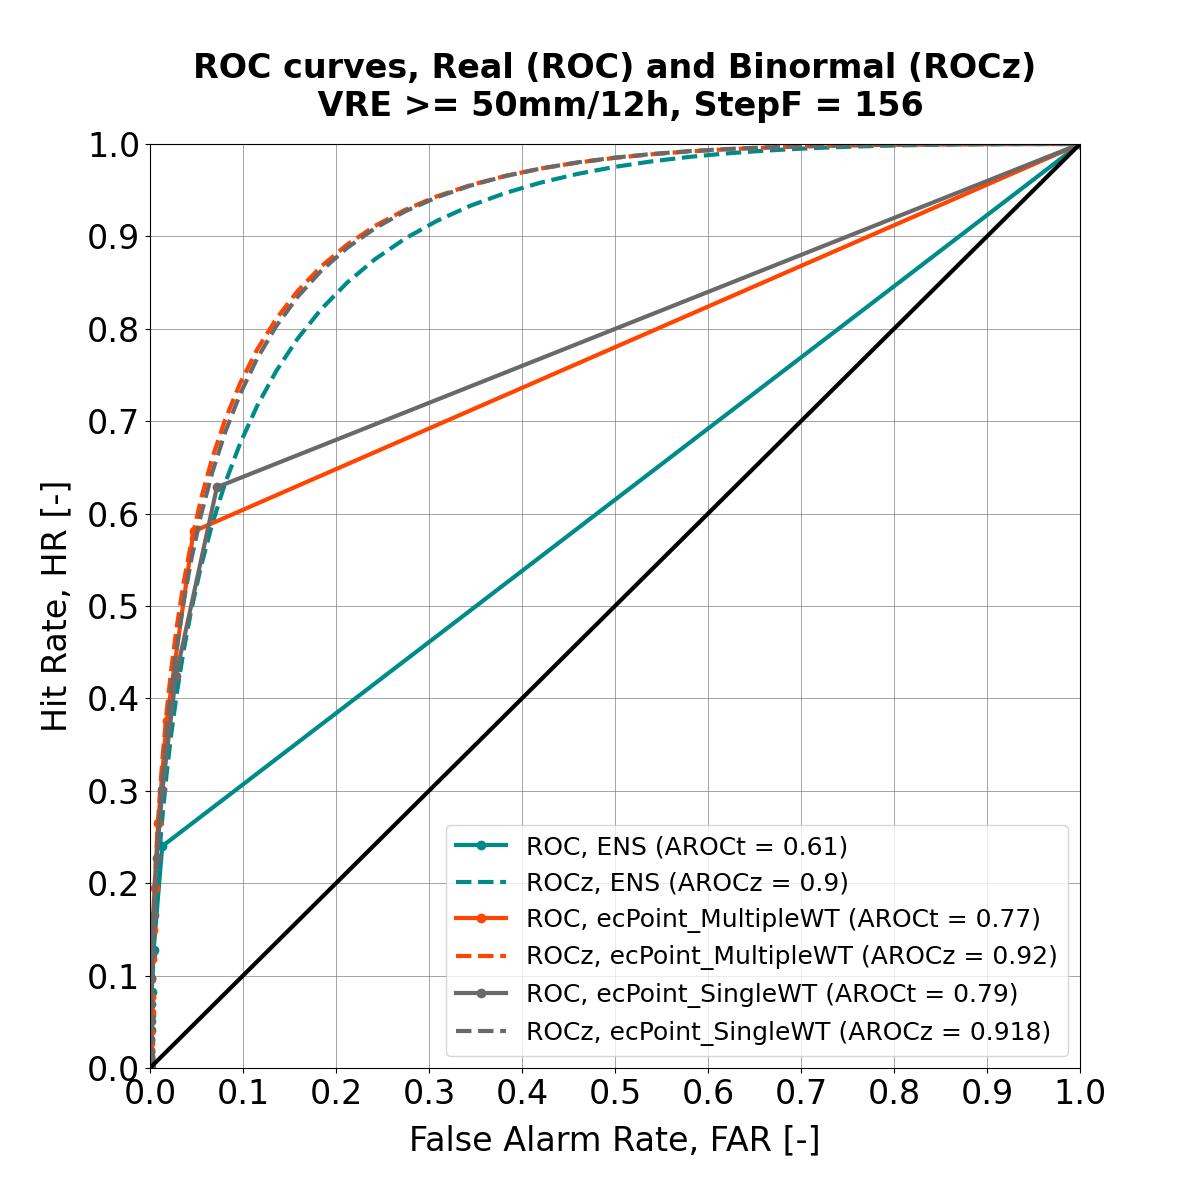 ROC curves, Real (ROC) and Binormal (ROCz)
VRE >= 50mm/12h, StepF = 156
1.0
0.9
0.8
0.7
0.6
0.5
0.4
0.3
0.2
0.1
0.0
Hit Rate, HR [-]
ROC, ENS (AROCt = 0.61)
ROCz, ENS (AROCz = 0.9)
ROC, ecPoint_MultipleWT (AROCt = 0.77)
ROCz, ecPoint_MultipleWT (AROCz = 0.92)
ROC, ecPoint_SingleWT (AROCt = 0.79)
ROCz, ecPoint_SingleWT (AROCz = 0.918)
0.0 0.1 0.2 0.3 0.4 0.5 0.6 0.7 0.8 0.9 1.0
False Alarm Rate, FAR [-]